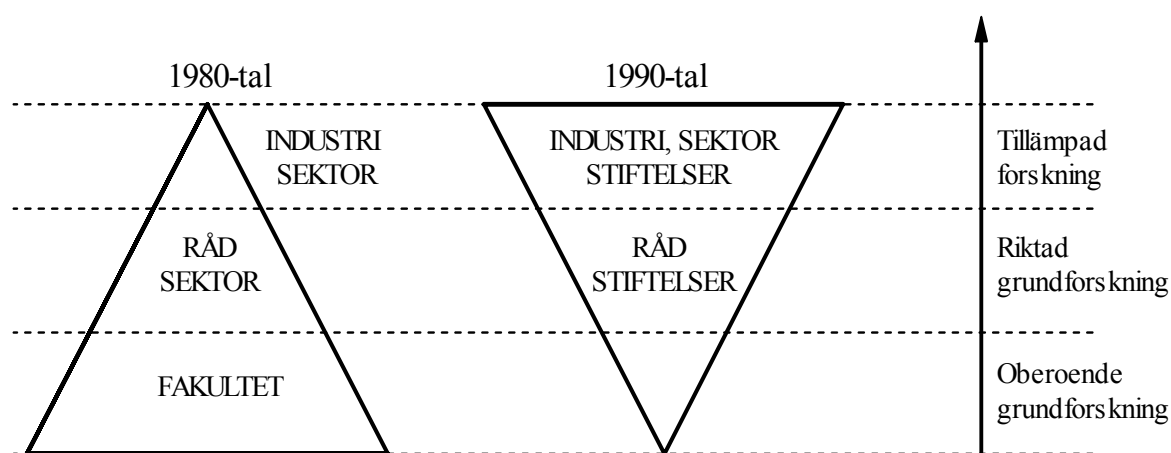 1980-tal
1990-tal
INDUSTRI
SEKTOR
INDUSTRI, SEKTOR
STIFTELSER
Tillämpad
forskning
RÅD
SEKTOR
RÅD
STIFTELSER
Riktad
grundforskning
FAKULTET
Oberoende
grundforskning